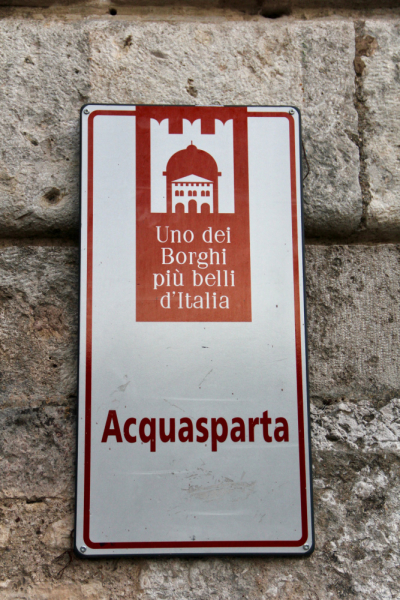 Uno dei
Borghi
più belli
d'Italia
Acquasparta